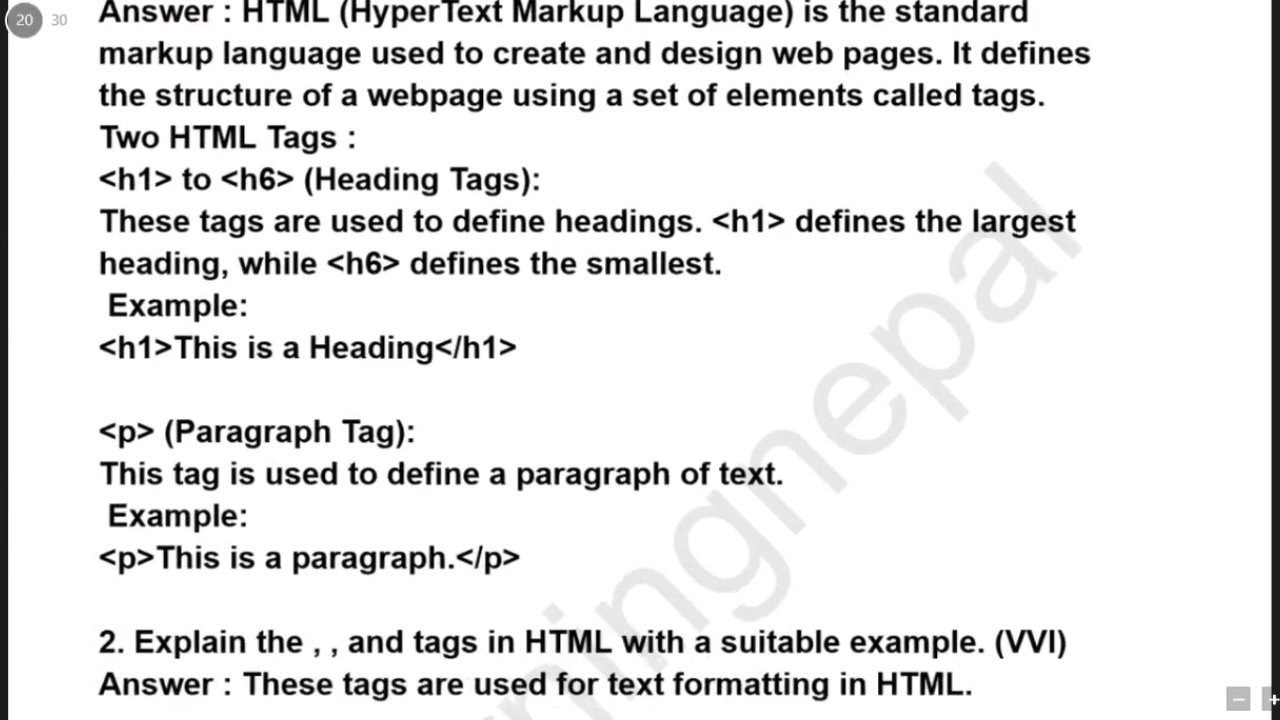 20 30
Answer : HTML (HyperText Markup Language) is the standard
markup language used to create and design web pages. It defines
the structure of a webpage using a set of elements called tags.
Two HTML Tags :
<h1> to <h6> (Heading Tags):
These tags are used to define headings. <h1> defines the largest
heading, while <h6> defines the smallest.
Example:
<h1>This is a Heading</h1>
<p> (Paragraph Tag):
This tag is used to define a paragraph of text.
Example:
<p>This is a paragraph.</p>
2. Explain the , , and tags in HTML with a suitable example. (VVI)
Answer : These tags are used for text formatting in HTML.